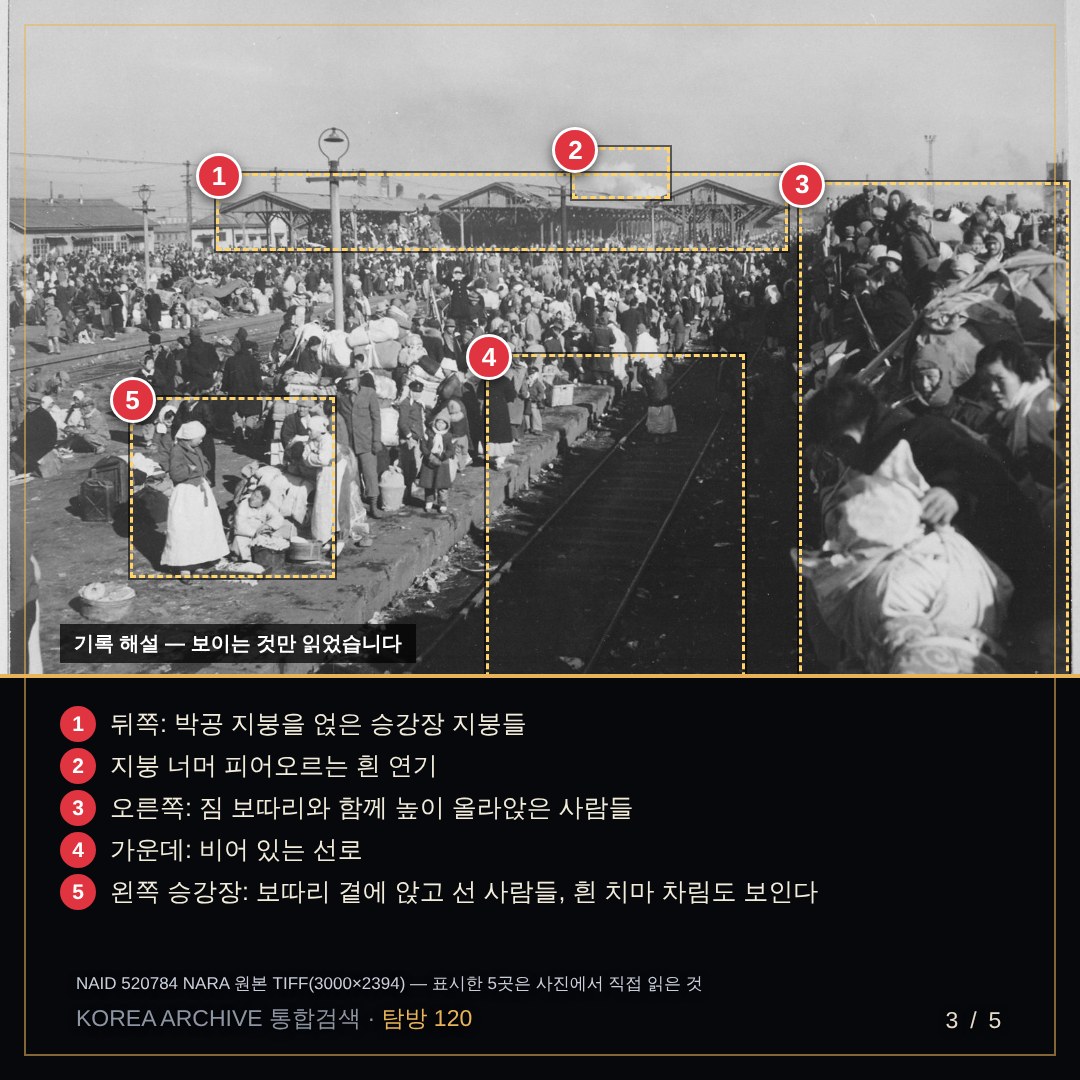 1
2
3
4
5
기록 해설 — 보이는 것만 읽었습니다
1 뒤쪽: 박공 지붕을 얹은 승강장 지붕들
2 지붕 너머 피어오르는 흰 연기
3 오른쪽: 짐 보따리와 함께 높이 올라앉은 사람들
4 가운데: 비어 있는 선로
5 왼쪽 승강장: 보따리 곁에 앉고 선 사람들, 흰 치마 차림도 보인다
NAID 520784 NARA 원본 TIFF(3000×2394) — 표시한 5곳은 사진에서 직접 읽은 것
KOREA ARCHIVE 통합검색 · 탐방 120
3 / 5